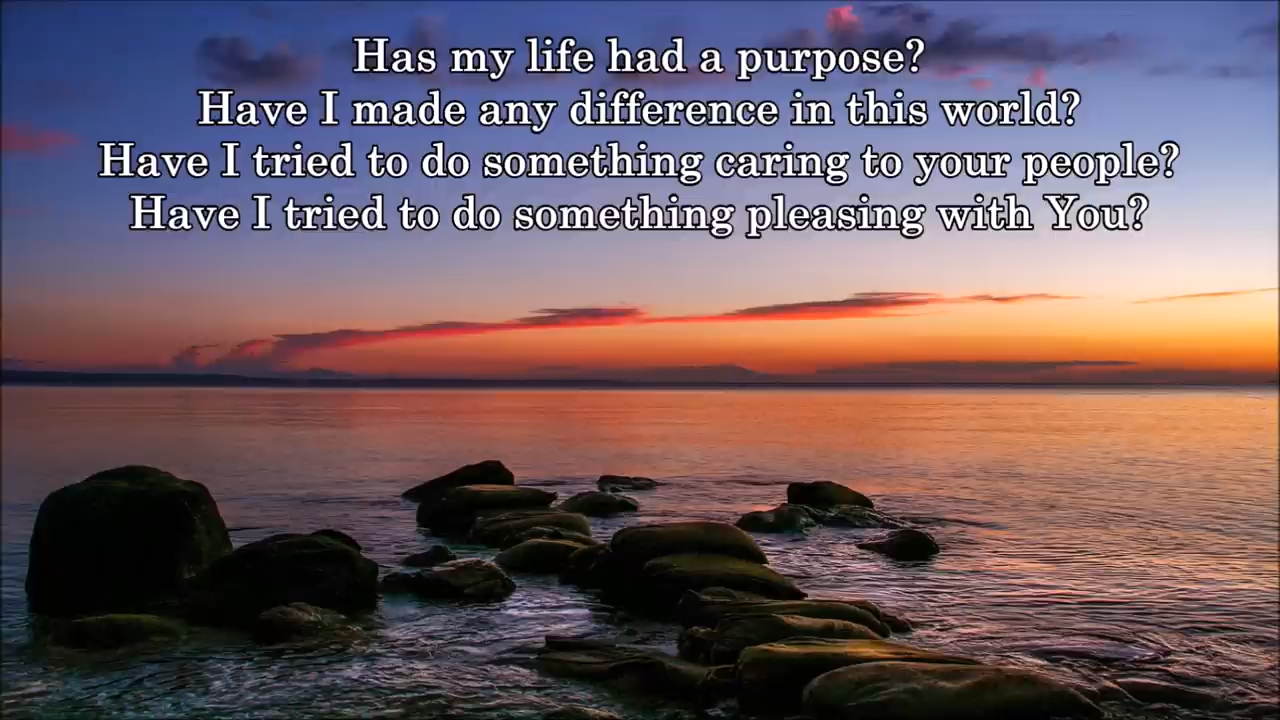 Has my life had a purpose?
Have I made any difference in this world?
Have I tried to do something caring to your people?
Have I tried to do something pleasing with You?